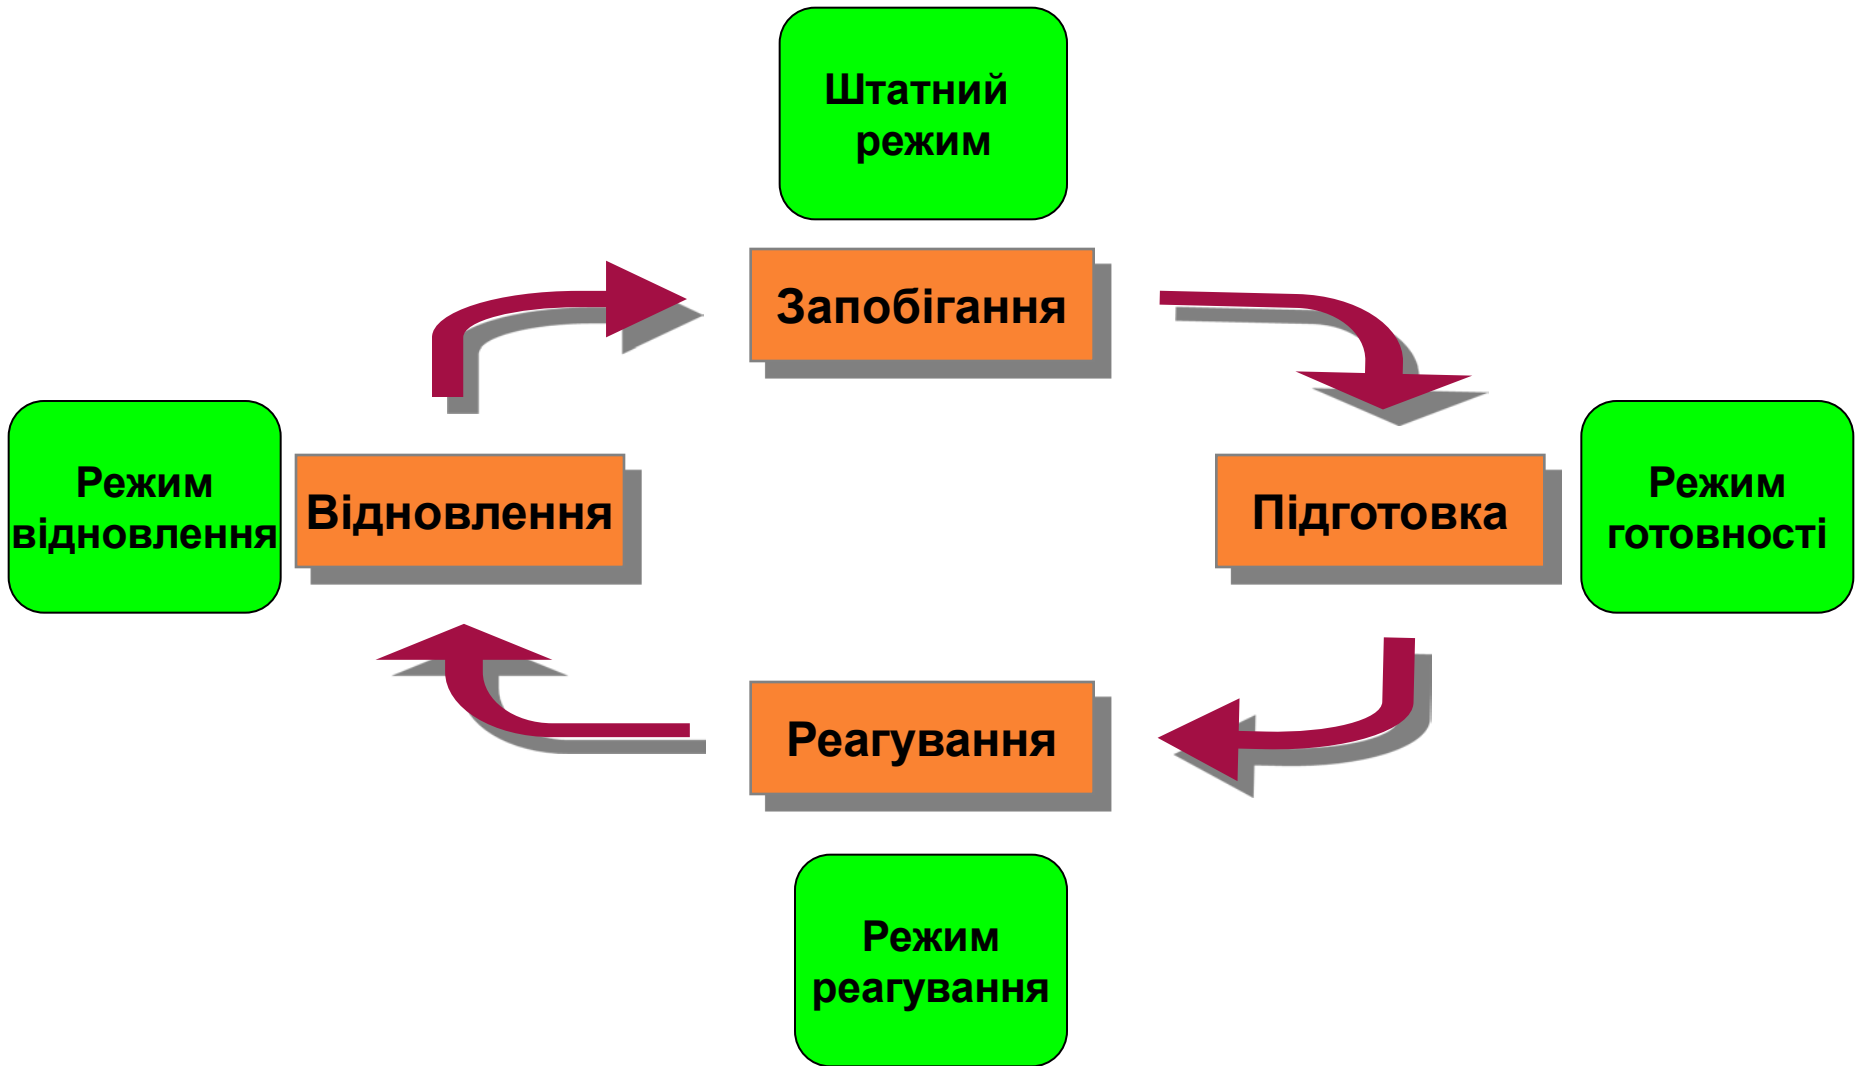 Штатний
режим
Запобігання
Режим
відновлення
Відновлення
Підготовка
Режим
готовності
Реагування
Режим
реагування